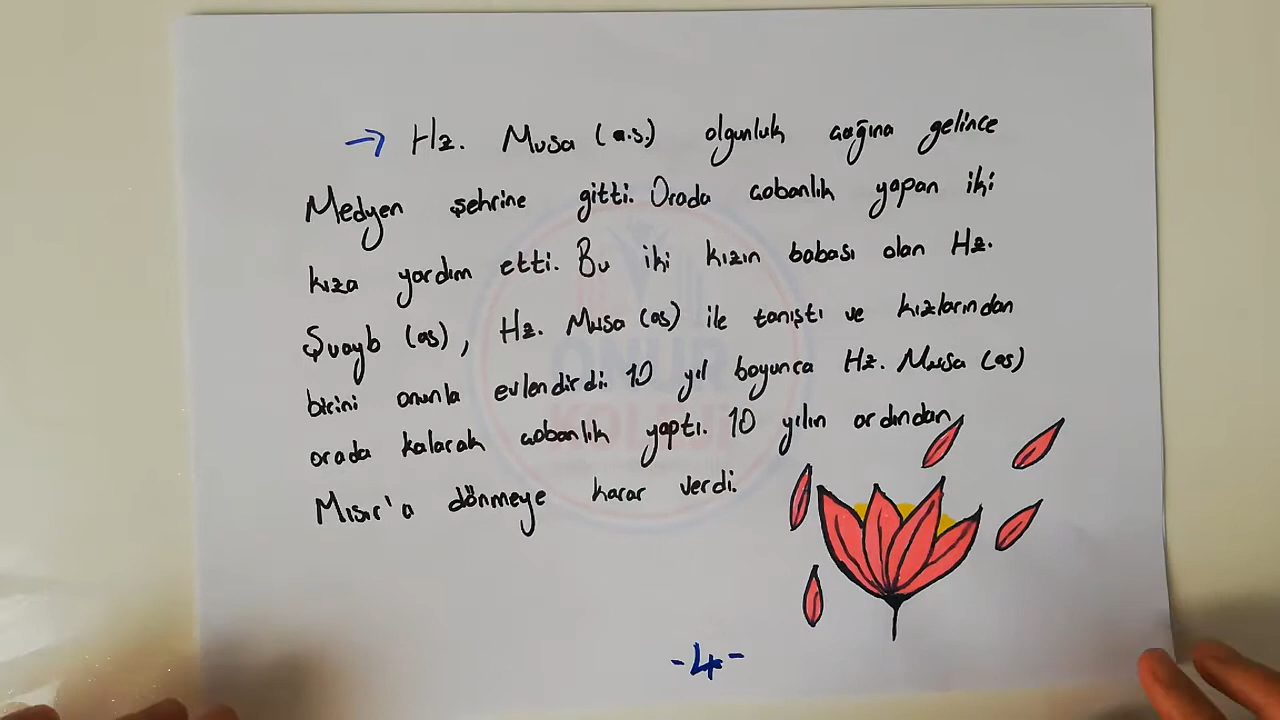 → Hz. Musa (a.s.) olgunluk çağına gelince
Medyen şehrine gitti. Orada çobanlık yapan iki
kıza yardım etti. Bu iki kızın babası olan Hz.
Şuayb (as), Hz. Musa (as) ile tanıştı ve kızlarından
birini onunla evlendirdi. 10 yıl boyunca Hz. Musa (as)
orada kalarak çobanlık yaptı. 10 yılın ardından
Mısır'a dönmeye karar verdi.
ONUR
-4-